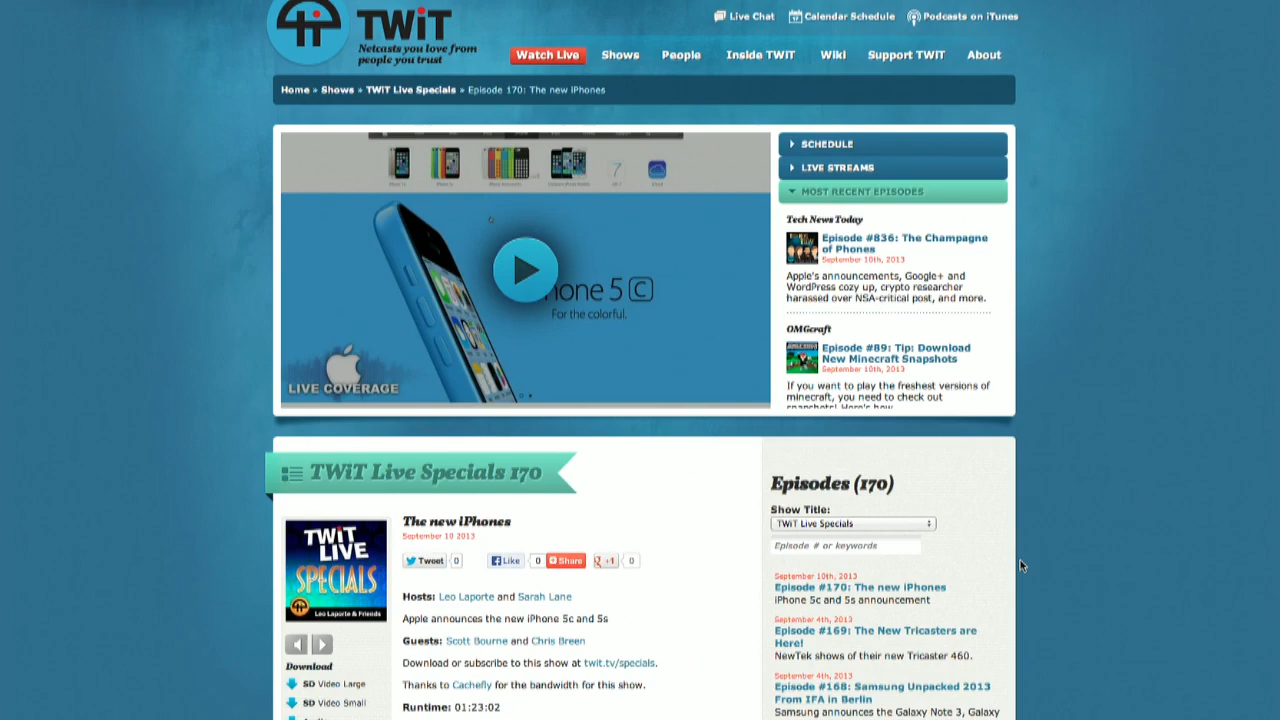 TWiT
Netcasts you love from
people you trust
Live Chat
Calendar Schedule
Podcasts on iTunes
Watch Live
Shows
People
Inside TWiT
Wiki
Support TWiT
About
Home » Shows » TWiT Live Specials » Episode 170: The new iPhones
hone 5 C
For the colorful.
LIVE COVERAGE
SCHEDULE
LIVE STREAMS
MOST RECENT EPISODES
Tech News Today
Episode #836: The Champagne
of Phones
September 10th, 2013
Apple's announcements, Google+ and
WordPress cozy up, crypto researcher
harassed over NSA-critical post, and more.
OMGcraft
Episode #89: Tip: Download
New Minecraft Snapshots
September 10th, 2013
If you want to play the freshest versions of
minecraft, you need to check out
snapshots! Here's how
TWiT Live Specials 170
TWiT
LIVE
SPECIALS
Leo Laporte & Friends
Download
SD Video Large
SD Video Small
The new iPhones
September 10 2013
Tweet 0
Like 0
Share
+1 0
Hosts: Leo Laporte and Sarah Lane
Apple announces the new iPhone 5c and 5s
Guests: Scott Bourne and Chris Breen
Download or subscribe to this show at twit.tv/specials.
Thanks to Cachefly for the bandwidth for this show.
Runtime: 01:23:02
Episodes (170)
Show Title:
TWiT Live Specials
Episode # or keywords
September 10th, 2013
Episode #170: The new iPhones
iPhone 5c and 5s announcement
September 4th, 2013
Episode #169: The New Tricasters are
Here!
NewTek shows of their new Tricaster 460.
September 4th, 2013
Episode #168: Samsung Unpacked 2013
From IFA in Berlin
Samsung announces the Galaxy Note 3, Galaxy